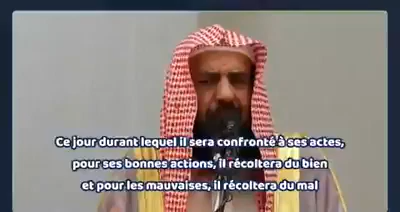 Ce jour durant lequel il sera confronté à ses actes,
pour ses bonnes actions, il récoltera du bien
et pour les mauvaises, il récoltera du mal